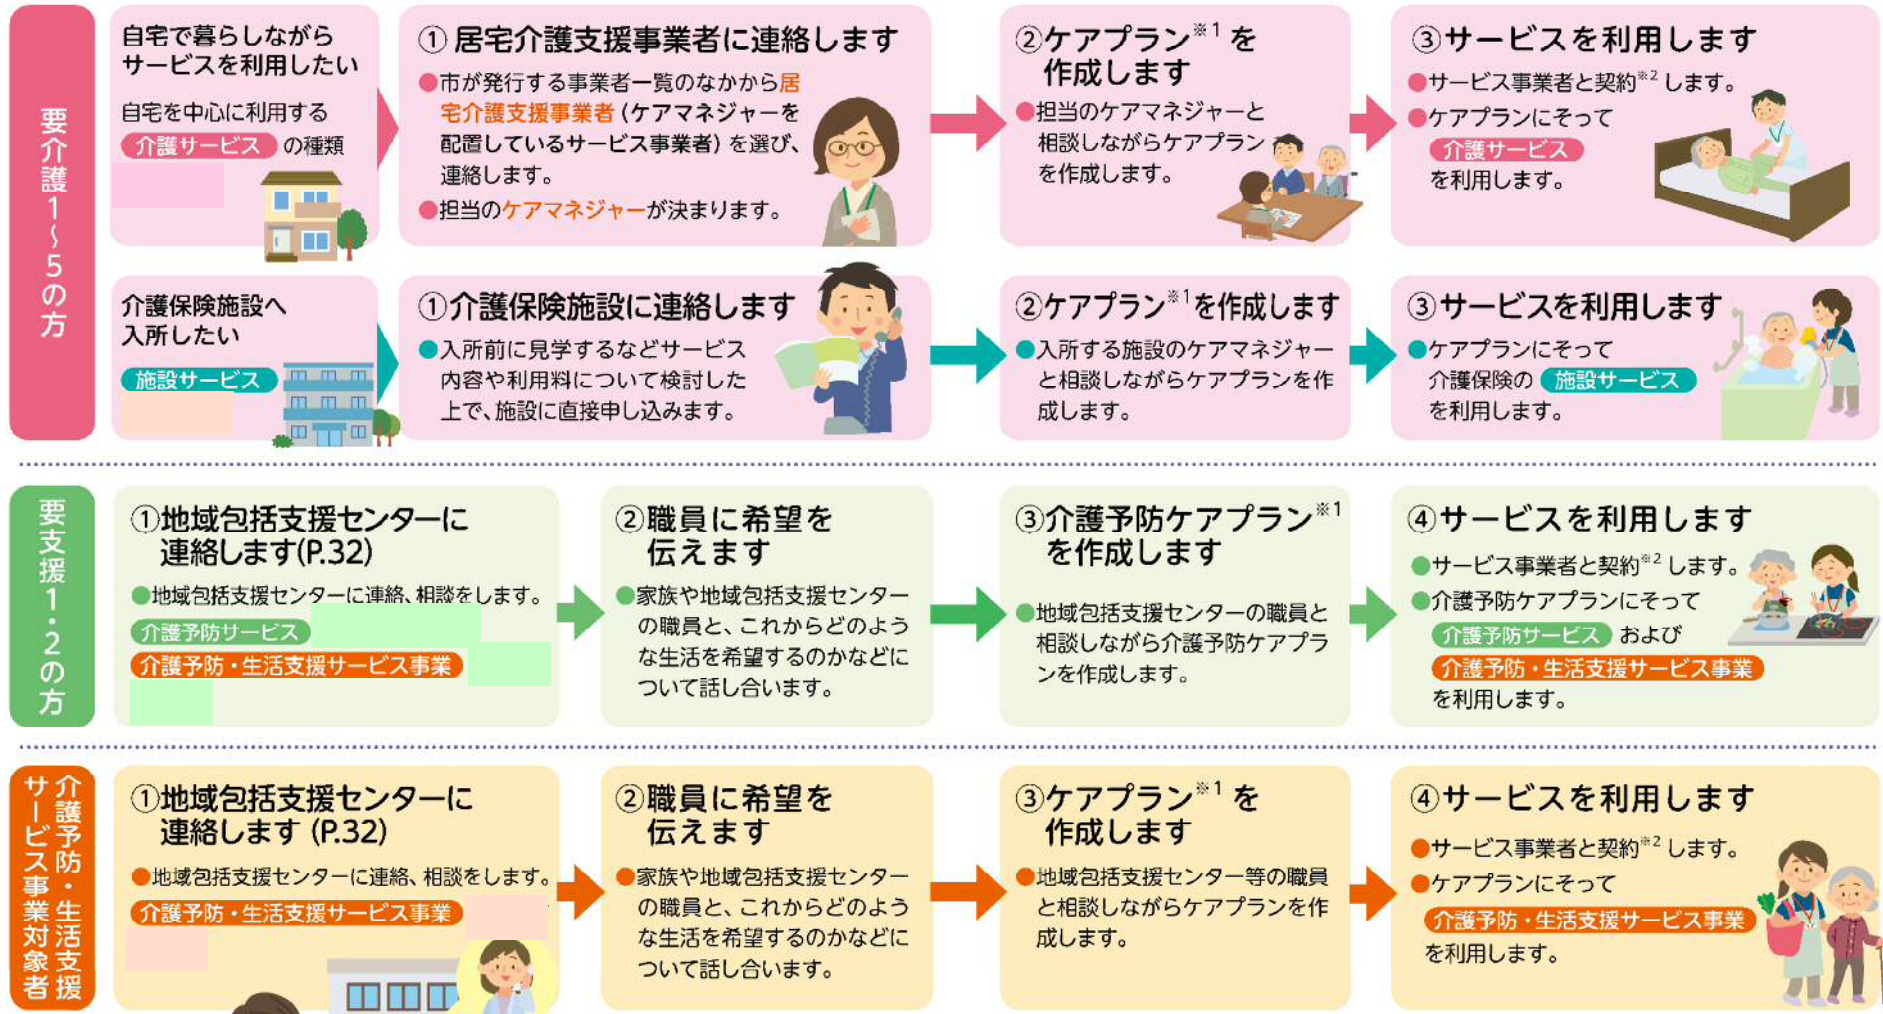 要介護1〜5の方
自宅で暮らしながら
サービスを利用したい
自宅を中心に利用する
介護サービス の種類
① 居宅介護支援事業者に連絡します
●市が発行する事業者一覧のなかから居
宅介護支援事業者（ケアマネジャーを
配置しているサービス事業者）を選び、
連絡します。
●担当のケアマネジャーが決まります。
②ケアプラン※1 を
作成します
●担当のケアマネジャーと
相談しながらケアプラン
を作成します。
③サービスを利用します
●サービス事業者と契約※2 します。
●ケアプランにそって
介護サービス
を利用します。
介護保険施設へ
入所したい
施設サービス
①介護保険施設に連絡します
●入所前に見学するなどサービス
内容や利用料について検討した
上で、施設に直接申し込みます。
②ケアプラン※1を作成します
●入所する施設のケアマネジャー
と相談しながらケアプランを作
成します。
③サービスを利用します
●ケアプランにそって
介護保険の 施設サービス
を利用します。
要支援1・2の方
①地域包括支援センターに
連絡します(P.32)
●地域包括支援センターに連絡、相談をします。
介護予防サービス
介護予防・生活支援サービス事業
②職員に希望を
伝えます
●家族や地域包括支援センター
の職員と、これからどのよう
な生活を希望するのかなどに
ついて話し合います。
③介護予防ケアプラン※1
を作成します
●地域包括支援センターの職員と
相談しながら介護予防ケアプラ
ンを作成します。
④サービスを利用します
●サービス事業者と契約※2 します。
●介護予防ケアプランにそって
介護予防サービス および
介護予防・生活支援サービス事業
を利用します。
介護予防・生活支援
サービス事業対象者
①地域包括支援センターに
連絡します (P.32)
●地域包括支援センターに連絡、相談をします。
介護予防・生活支援サービス事業
②職員に希望を
伝えます
●家族や地域包括支援センター
の職員と、これからどのよう
な生活を希望するのかなどに
ついて話し合います。
③ケアプラン※1 を
作成します
●地域包括支援センター等の職員
と相談しながらケアプランを作
成します。
④サービスを利用します
●サービス事業者と契約※2 します。
●ケアプランにそって
介護予防・生活支援サービス事業
を利用します。